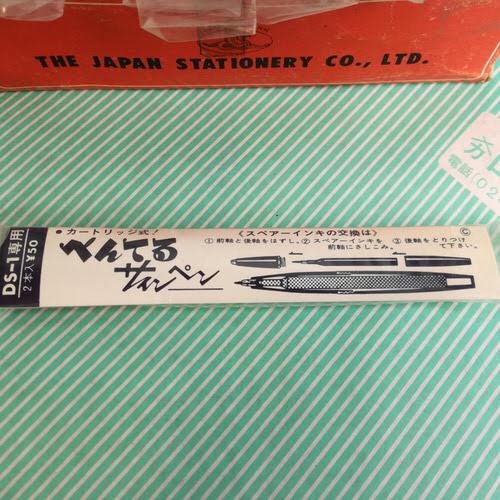 THE JAPAN STATIONERY CO., LTD.
電話(0
DS-1専用
2本入¥50
●カートリッジ式!
ぺんてる
サインペン
《スペアーインキの交換は》
©
①前軸と後軸をはずし。②スペアーインキを前軸にさしこみ。③後軸をとりつけて下さい。